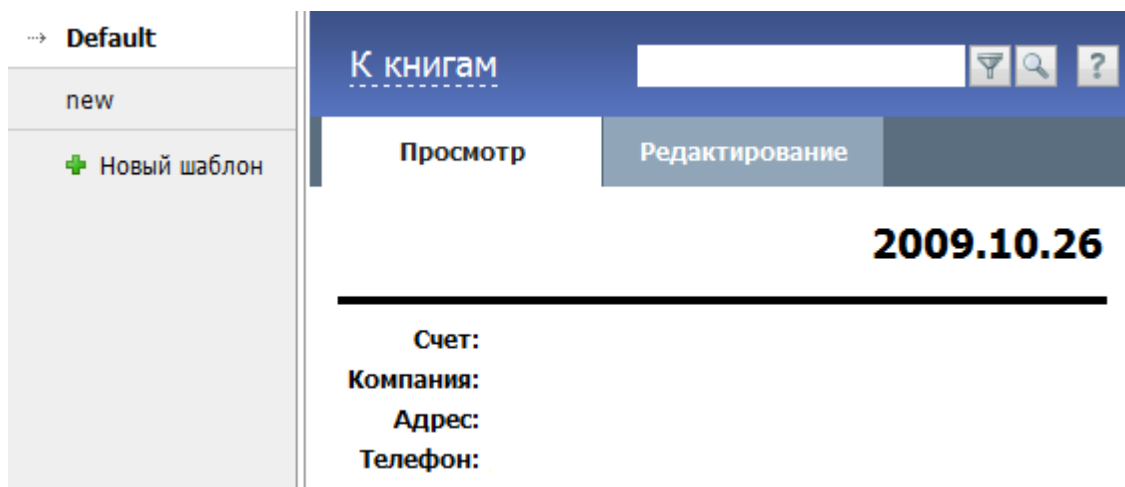 Default
new
Новый шаблон
К книгам
?
Просмотр
Редактирование
2009.10.26
Счет:
Компания:
Адрес:
Телефон: